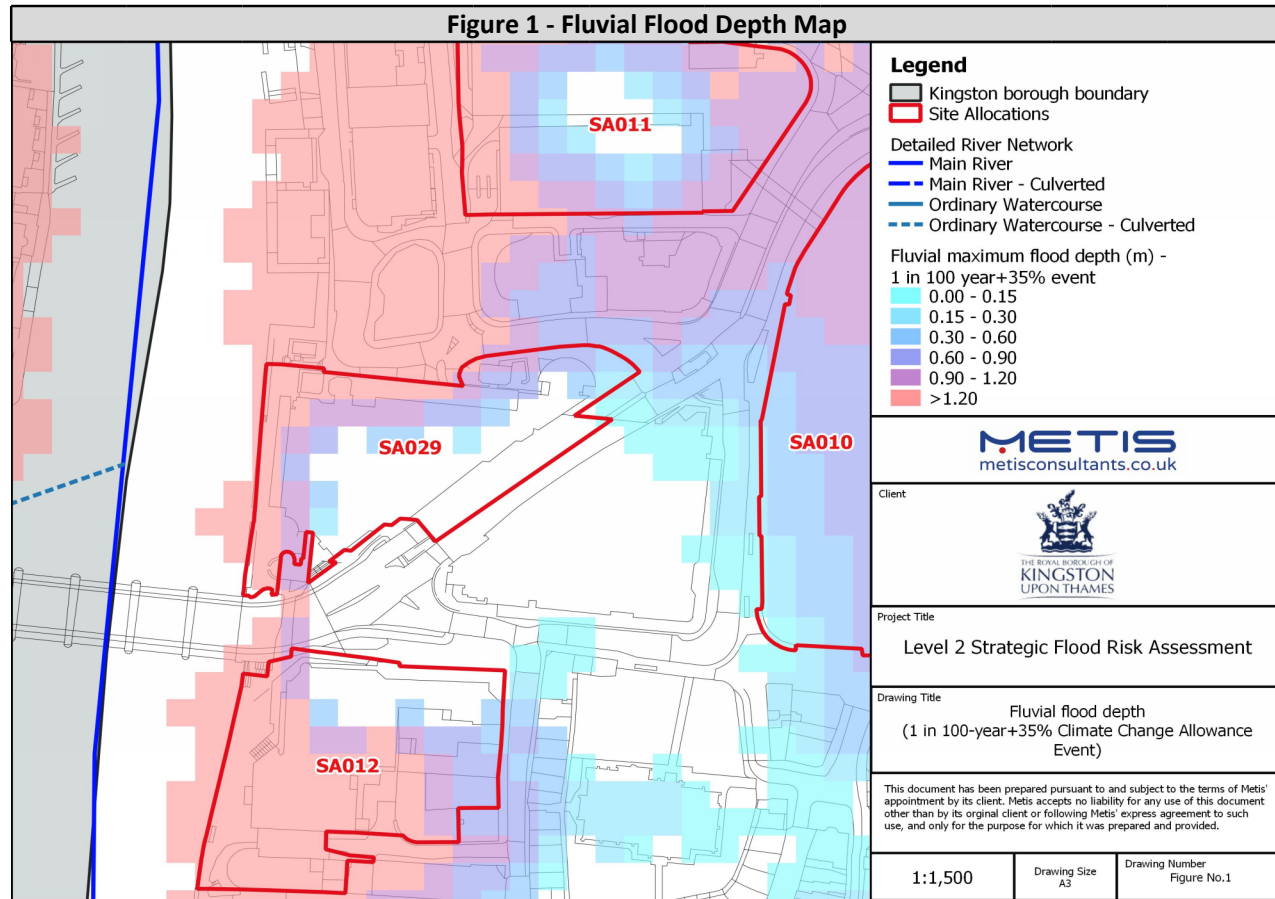 Figure 1 - Fluvial Flood Depth Map
SA011
SA029
SA010
SA012
Legend
Kingston borough boundary
Site Allocations
Detailed River Network
Main River
Main River - Culverted
Ordinary Watercourse
Ordinary Watercourse - Culverted
Fluvial maximum flood depth (m) -
1 in 100 year+35% event
0.00 - 0.15
0.15 - 0.30
0.30 - 0.60
0.60 - 0.90
0.90 - 1.20
>1.20
METIS
metisconsultants.co.uk
Client
THE ROYAL BOROUGH OF
KINGSTON
UPON THAMES
Project Title
Level 2 Strategic Flood Risk Assessment
Drawing Title
Fluvial flood depth
(1 in 100-year+35% Climate Change Allowance
Event)
This document has been prepared pursuant to and subject to the terms of Metis'
appointment by its client. Metis accepts no liability for any use of this document
other than by its orginal client or following Metis' express agreement to such
use, and only for the purpose for which it was prepared and provided.
1:1,500
Drawing Size
A3
Drawing Number
Figure No.1